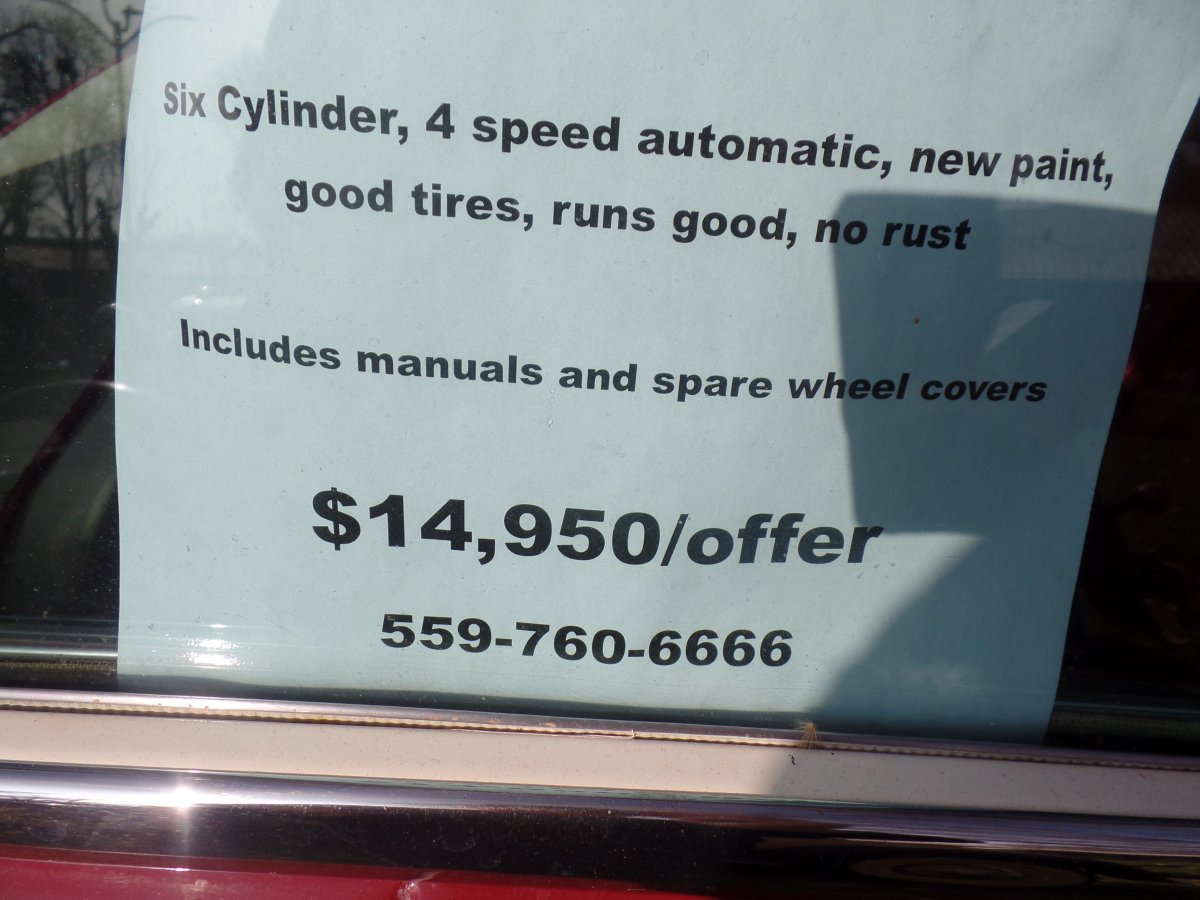 Six Cylinder, 4 speed automatic, new paint,
good tires, runs good, no rust
Includes manuals and spare wheel covers
$14,950/offer
559-760-6666